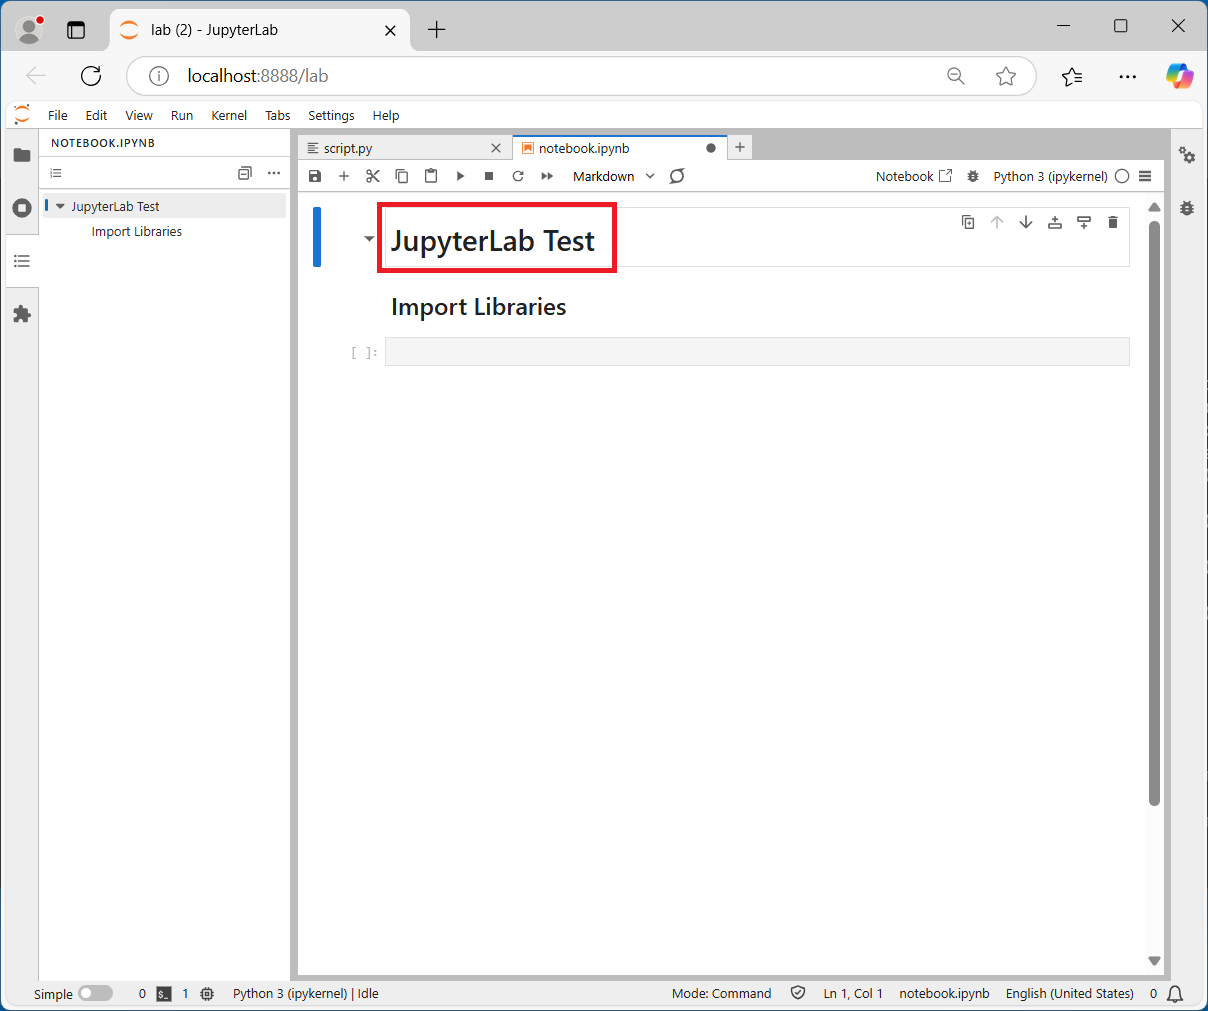 lab (2) - JupyterLab
localhost:8888/lab
File Edit View Run Kernel Tabs Settings Help
NOTEBOOK.IPYNB
JupyterLab Test
Import Libraries
script.py
notebook.ipynb
Markdown
Notebook
Python 3 (ipykernel)
JupyterLab Test
Import Libraries
[ ]:
Simple 0 $_ 1 Python 3 (ipykernel) | Idle Mode: Command Ln 1, Col 1 notebook.ipynb English (United States) 0